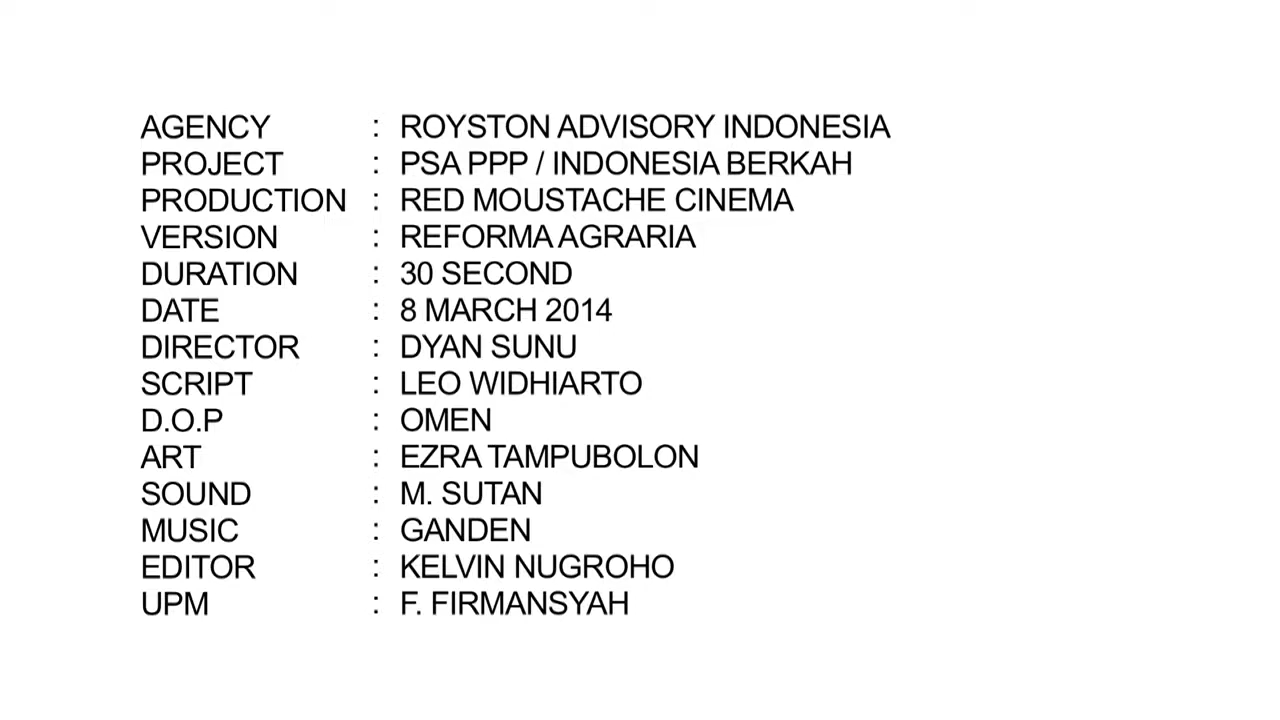 AGENCY : ROYSTON ADVISORY INDONESIA
PROJECT : PSA PPP / INDONESIA BERKAH
PRODUCTION : RED MOUSTACHE CINEMA
VERSION : REFORMA AGRARIA
DURATION : 30 SECOND
DATE : 8 MARCH 2014
DIRECTOR : DYAN SUNU
SCRIPT : LEO WIDHIARTO
D.O.P : OMEN
ART : EZRA TAMPUBOLON
SOUND : M. SUTAN
MUSIC : GANDEN
EDITOR : KELVIN NUGROHO
UPM : F. FIRMANSYAH